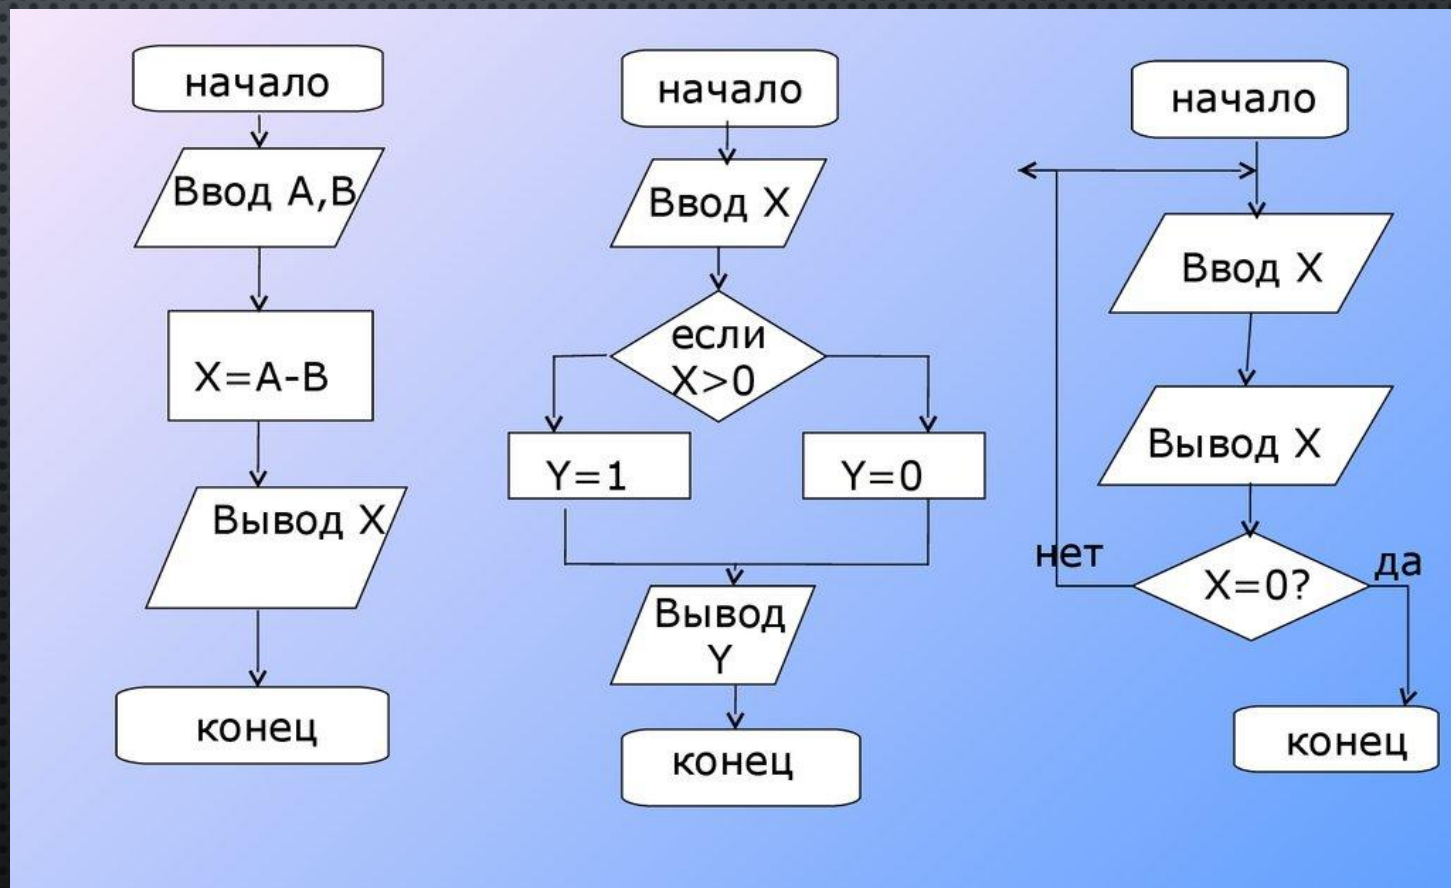 начало
Ввод A,B
X=A-B
Вывод X
конец
начало
Ввод X
если
X>0
Y=1
Y=0
Вывод
Y
конец
начало
Ввод X
Вывод X
нет
X=0?
да
конец